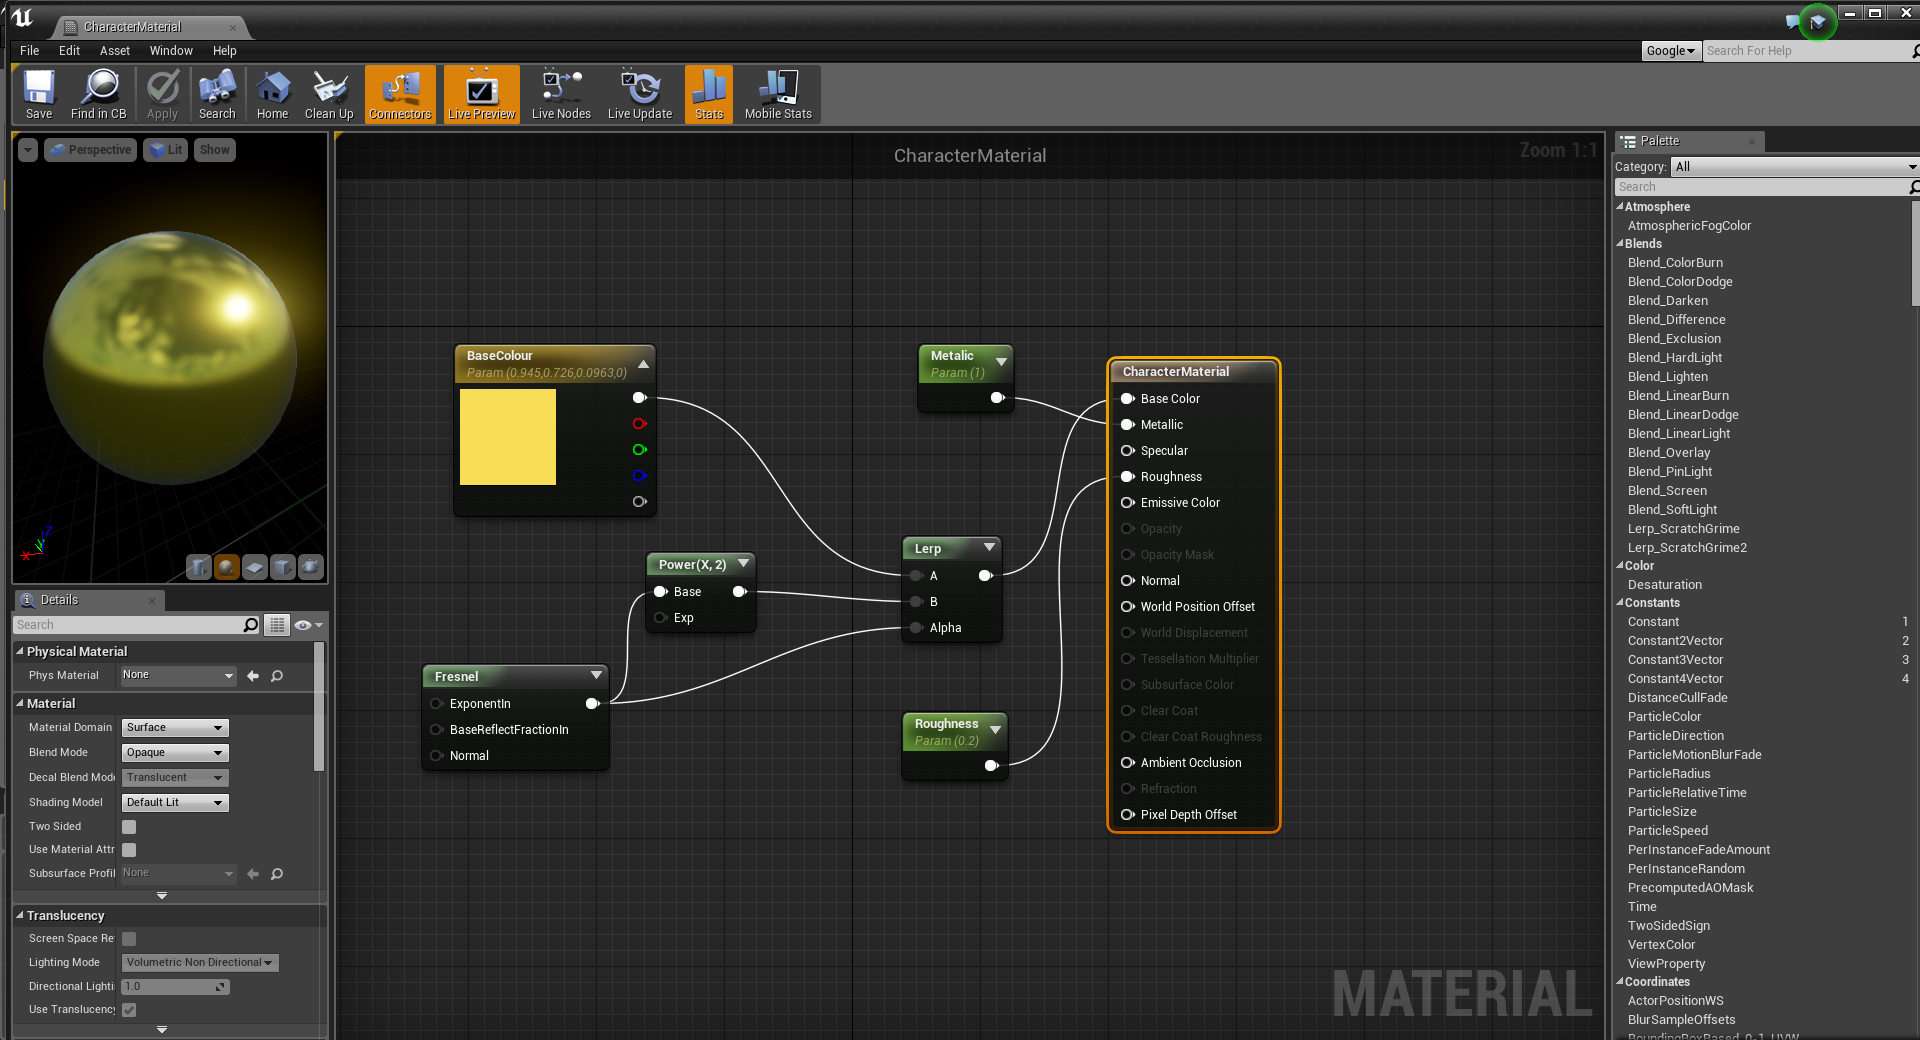 CharacterMaterial
File Edit Asset Window Help
Google Search For Help
Save Find in CB Apply Search Home Clean Up Connectors Live Preview Live Nodes Live Update Stats Mobile Stats
Perspective Lit Show
CharacterMaterial
Zoom 1:1
BaseColour
Param (0.945,0.726,0.0963,0)
Metalic
Param (1)
CharacterMaterial
Base Color
Metallic
Specular
Roughness
Emissive Color
Opacity
Opacity Mask
Normal
World Position Offset
World Displacement
Tessellation Multiplier
Subsurface Color
Clear Coat
Clear Coat Roughness
Ambient Occlusion
Refraction
Pixel Depth Offset
Lerp
A
B
Alpha
Power(X, 2)
Base
Exp
Fresnel
ExponentIn
BaseReflectFractionIn
Normal
Roughness
Param (0.2)
MATERIAL
Z
X
Details
Search
Physical Material
Phys Material None
Material
Material Domain Surface
Blend Mode Opaque
Decal Blend Mod Translucent
Shading Model Default Lit
Two Sided
Use Material Attr
Subsurface Profil None
Translucency
Screen Space Re
Lighting Mode Volumetric Non Directional
Directional Lighti 1.0
Use Translucency
Palette
Category: All
Search
Atmosphere
AtmosphericFogColor
Blends
Blend_ColorBurn
Blend_ColorDodge
Blend_Darken
Blend_Difference
Blend_Exclusion
Blend_HardLight
Blend_Lighten
Blend_LinearBurn
Blend_LinearDodge
Blend_LinearLight
Blend_Overlay
Blend_PinLight
Blend_Screen
Blend_SoftLight
Lerp_ScratchGrime
Lerp_ScratchGrime2
Color
Desaturation
Constants
Constant 1
Constant2Vector 2
Constant3Vector 3
Constant4Vector 4
DistanceCullFade
ParticleColor
ParticleDirection
ParticleMotionBlurFade
ParticleRadius
ParticleRelativeTime
ParticleSize
ParticleSpeed
PerInstanceFadeAmount
PerInstanceRandom
PrecomputedAOMask
Time
TwoSidedSign
VertexColor
ViewProperty
Coordinates
ActorPositionWS
BlurSampleOffsets
BoundingBoxBased_0-1_UVW